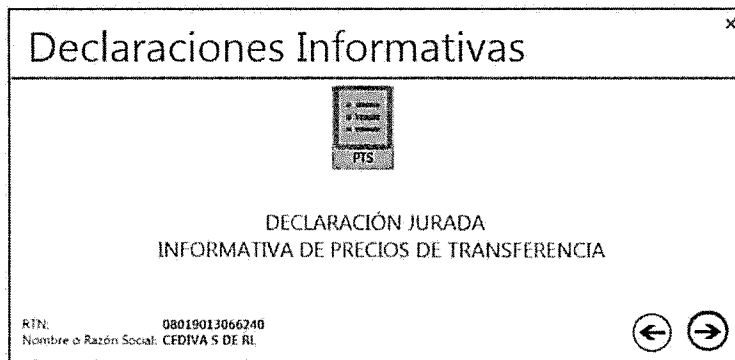 Declaraciones Informativas
×
PTS
DECLARACIÓN JURADA
INFORMATIVA DE PRECIOS DE TRANSFERENCIA
RTN: 08019013066240
Nombre o Razón Social: CEDIVA S DE RL